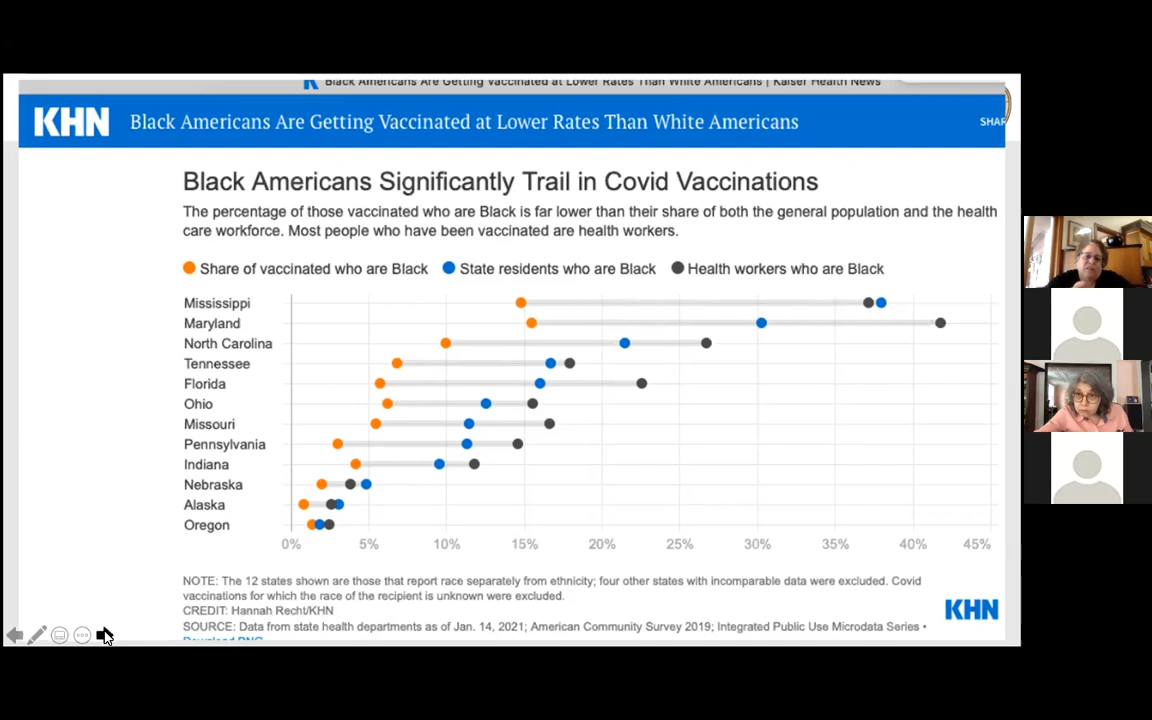 Black Americans Are Getting Vaccinated at Lower Rates Than White Americans | Kaiser Health News
KHN Black Americans Are Getting Vaccinated at Lower Rates Than White Americans
SHAR
Black Americans Significantly Trail in Covid Vaccinations
The percentage of those vaccinated who are Black is far lower than their share of both the general population and the health
care workforce. Most people who have been vaccinated are health workers.
Share of vaccinated who are Black State residents who are Black Health workers who are Black
Mississippi
Maryland
North Carolina
Tennessee
Florida
Ohio
Missouri
Pennsylvania
Indiana
Nebraska
Alaska
Oregon
0% 5% 10% 15% 20% 25% 30% 35% 40% 45%
NOTE: The 12 states shown are those that report race separately from ethnicity; four other states with incomparable data were excluded. Covid
vaccinations for which the race of the recipient is unknown were excluded.
CREDIT: Hannah Recht/KHN
KHN
SOURCE: Data from state health departments as of Jan. 14, 2021; American Community Survey 2019; Integrated Public Use Microdata Series •
Download PNG